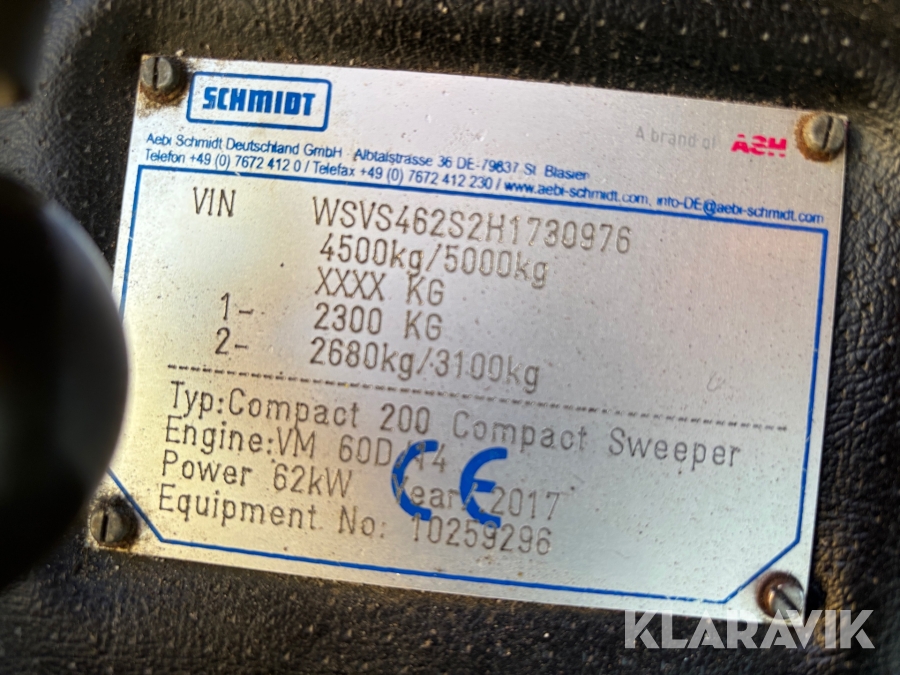 SCHMIDT
A brand of ASH
Aebi Schmidt Deutschland GmbH Albtalstrasse 36 DE-79837 St. Blasien
Telefon +49 (0) 7672 412 0 / Telefax +49 (0) 7672 412 230 / www.aebi-schmidt.com, info-DE@aebi-schmidt.com
VIN WSVS462S2H1730976
4500kg/5000kg
XXXX KG
1- 2300 KG
2- 2680kg/3100kg
Typ:Compact 200 Compact Sweeper
Engine:VM 60D/14
Power 62kW Year: 2017
Equipment No: 10259296
CE
KLARAVIK